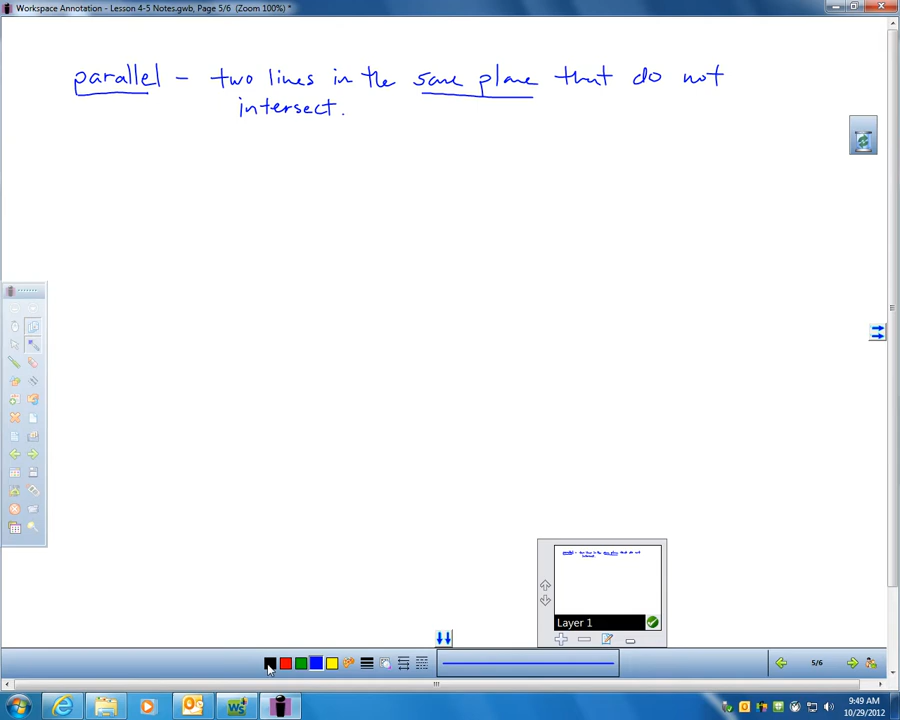 Workspace Annotation - Lesson 4-5 Notes.gwb, Page 5/6 (Zoom 100%) *
parallel – two lines in the same plane that do not
intersect.
Layer 1
5/6
9:49 AM
10/29/2012